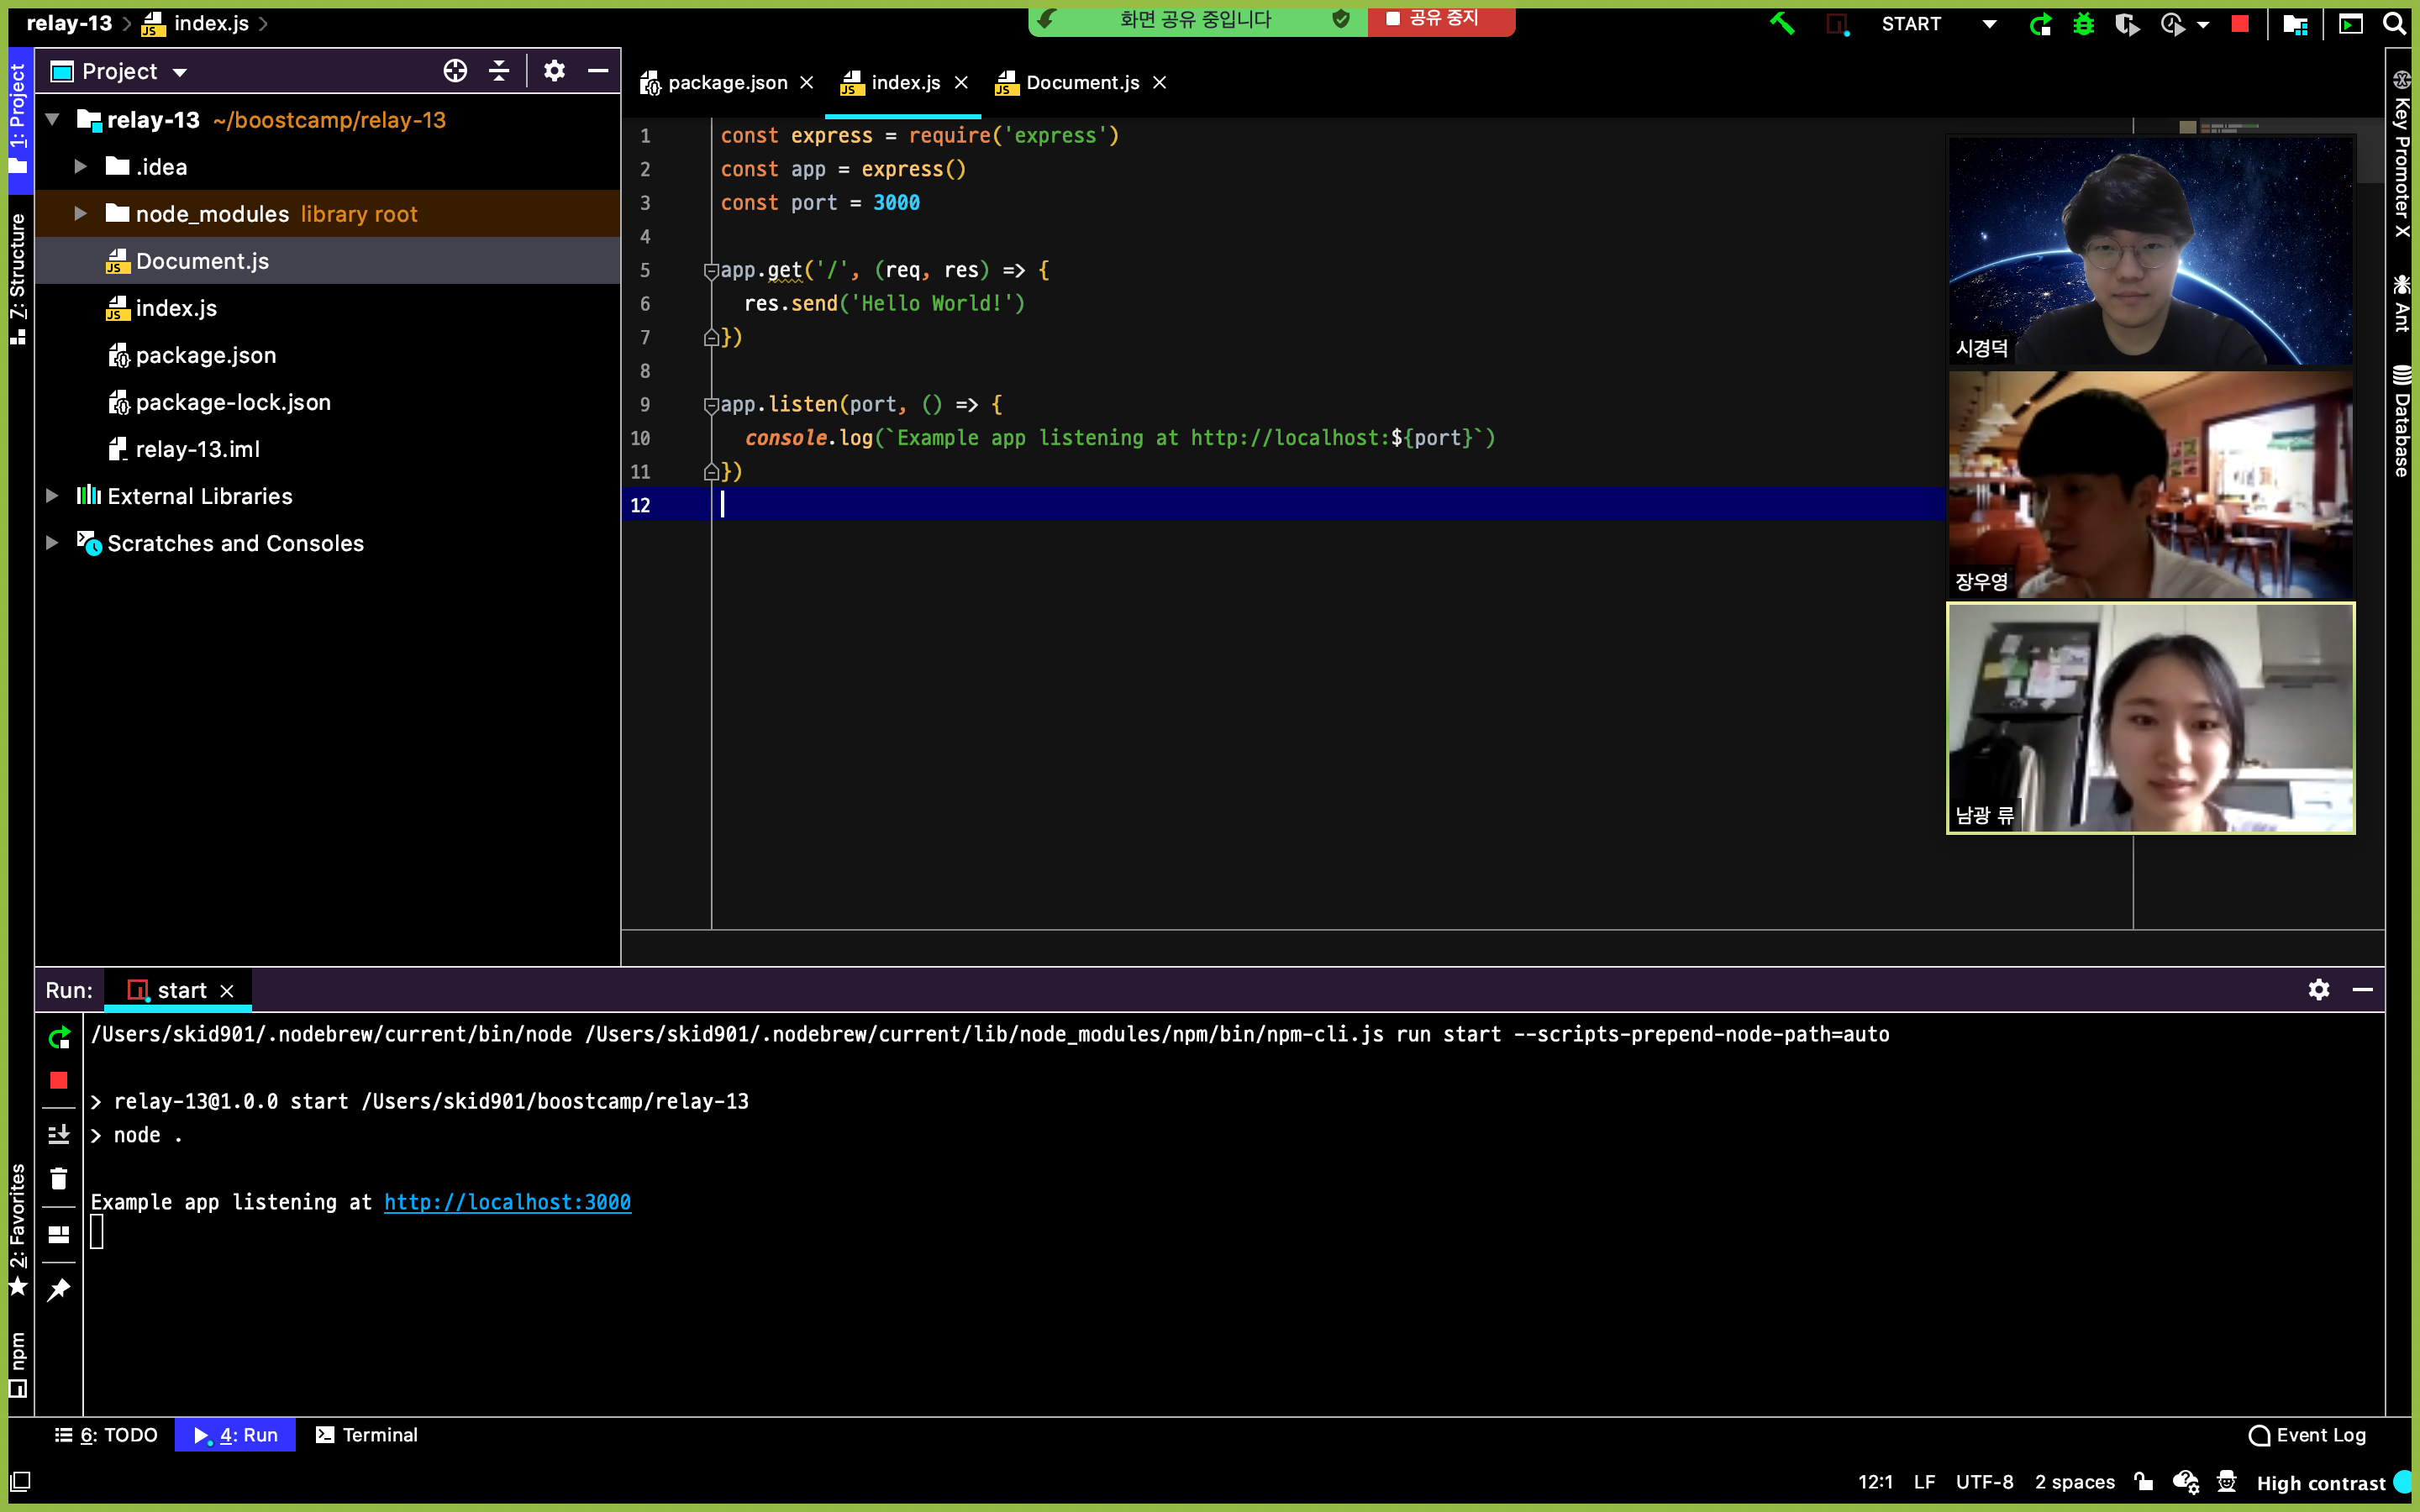 relay-13 index.js
화면 공유 중입니다
공유 중지
START
1: Project
Project
7: Structure
2: Favorites
npm
relay-13 ~/boostcamp/relay-13
.idea
node_modules library root
Document.js
index.js
package.json
package-lock.json
relay-13.iml
External Libraries
Scratches and Consoles
package.json
index.js
Document.js
1 const express = require('express')
2 const app = express()
3 const port = 3000
4
5 app.get('/', (req, res) => {
6 res.send('Hello World!')
7 })
8
9 app.listen(port, () => {
10 console.log(`Example app listening at http://localhost:${port}`)
11 })
12
시경덕
장우영
남광 류
Key Promoter X
Ant
Database
Run: start
/Users/skid901/.nodebrew/current/bin/node /Users/skid901/.nodebrew/current/lib/node_modules/npm/bin/npm-cli.js run start --scripts-prepend-node-path=auto
> relay-13@1.0.0 start /Users/skid901/boostcamp/relay-13
> node .
Example app listening at http://localhost:3000
6: TODO
4: Run
Terminal
Event Log
12:1 LF UTF-8 2 spaces High contrast